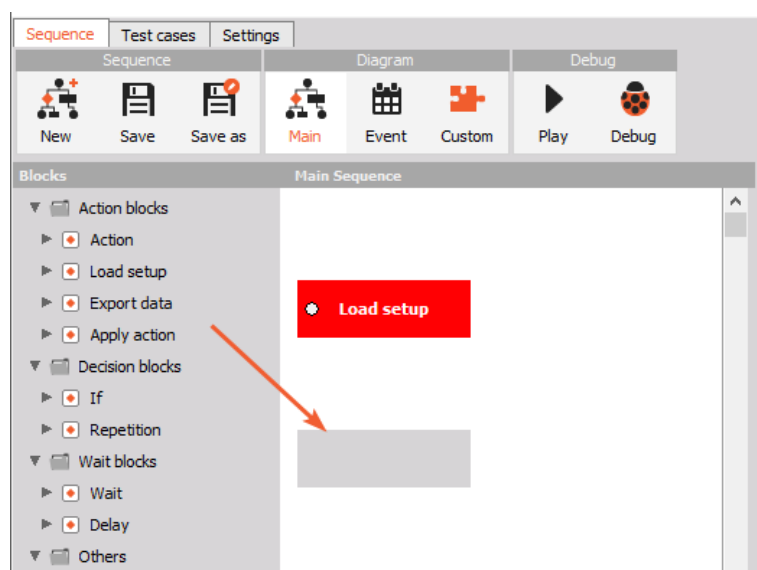 Sequence Test cases Settings
Sequence Diagram Debug
New Save Save as Main Event Custom Play Debug
Blocks Main Sequence
Action blocks
Action
Load setup
Export data
Apply action
Decision blocks
If
Repetition
Wait blocks
Wait
Delay
Others
Load setup